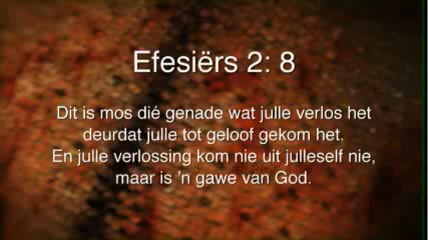 Efesiërs 2: 8
Dit is mos dié genade wat julle verlos het
deurdat julle tot geloof gekom het.
En julle verlossing kom nie uit julleself nie,
maar is 'n gawe van God.